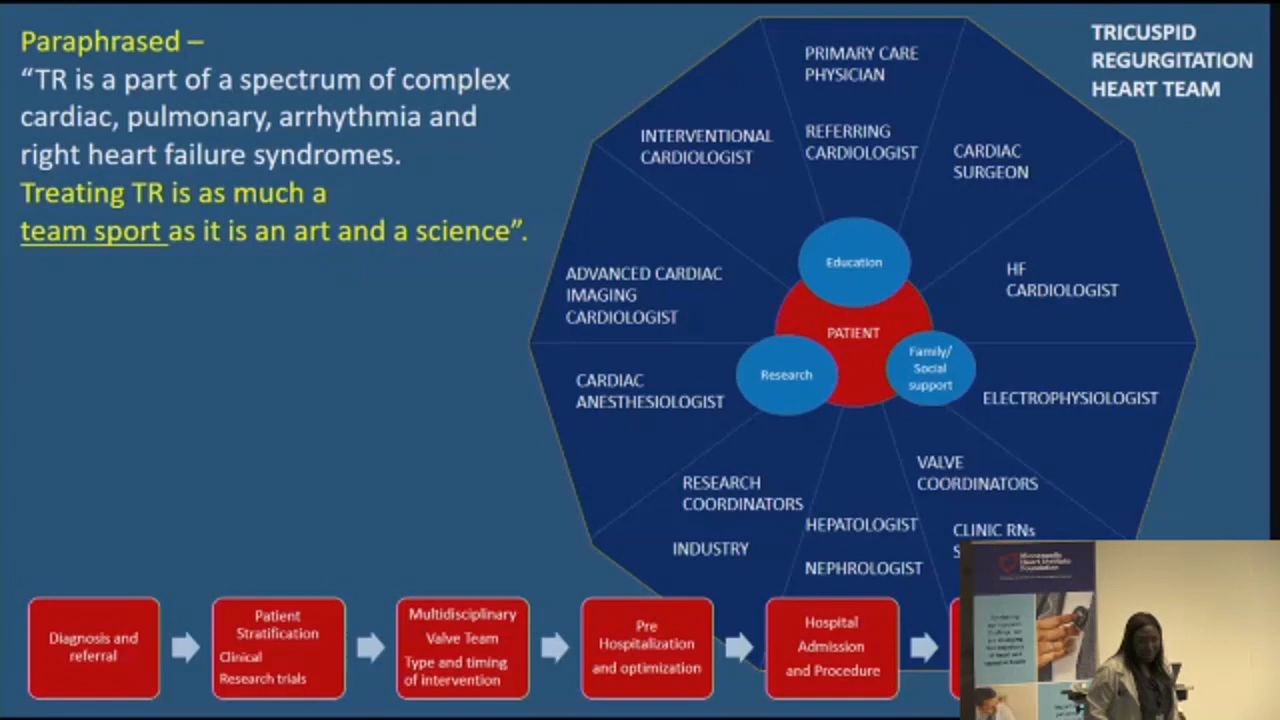 Paraphrased –
“TR is a part of a spectrum of complex
cardiac, pulmonary, arrhythmia and
right heart failure syndromes.
Treating TR is as much a
team sport as it is an art and a science”.
TRICUSPID
REGURGITATION
HEART TEAM
PRIMARY CARE
PHYSICIAN
REFERRING
CARDIOLOGIST
INTERVENTIONAL
CARDIOLOGIST
CARDIAC
SURGEON
ADVANCED CARDIAC
IMAGING
CARDIOLOGIST
HF
CARDIOLOGIST
Education
PATIENT
Research
Family/
Social
support
CARDIAC
ANESTHESIOLOGIST
ELECTROPHYSIOLOGIST
RESEARCH
COORDINATORS
INDUSTRY
HEPATOLOGIST
NEPHROLOGIST
VALVE
COORDINATORS
CLINIC RNs
Diagnosis and
referral
Patient
Stratification
Clinical
Research trials
Multidisciplinary
Valve Team
Type and timing
of intervention
Pre
Hospitalization
and optimization
Hospital
Admission
and Procedure
Minneapolis
Heart Institute
Foundation